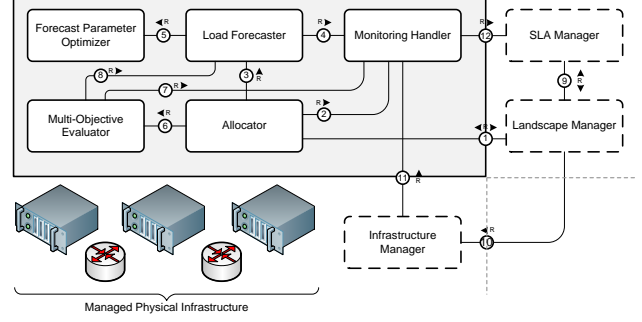 R
R
R
Forecast Parameter
Optimizer
5
Load Forecaster
4
Monitoring Handler
12
SLA Manager
8
R
3
R
9
R
7
R
Multi-Objective
Evaluator
R
6
Allocator
R
2
R
1
Landscape Manager
11
R
Infrastructure
Manager
R
10
Managed Physical Infrastructure